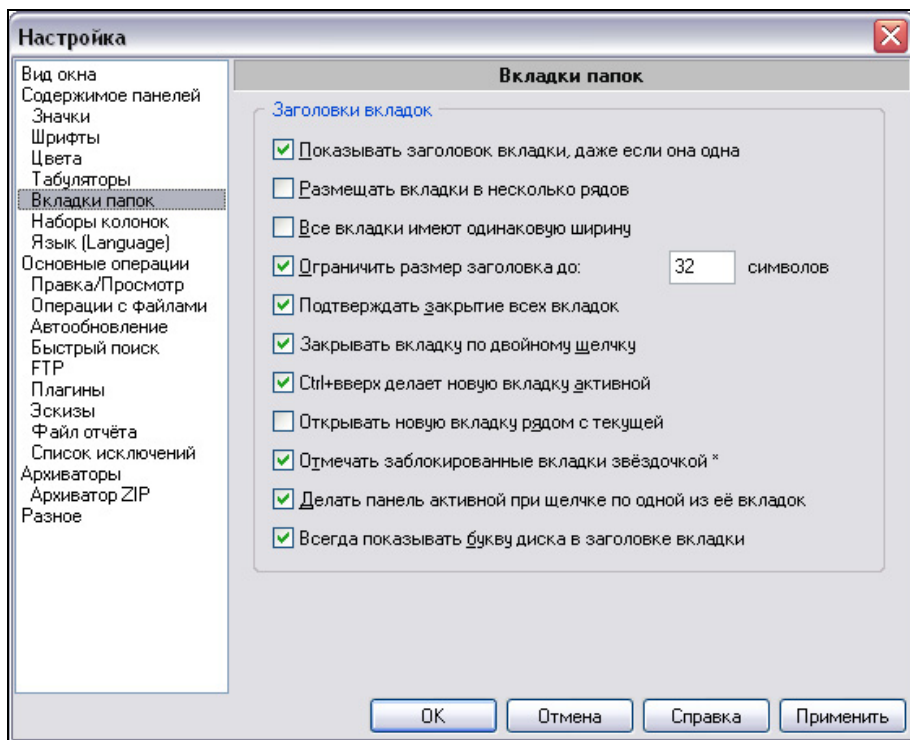 Настройка
Вид окна
Содержимое панелей
Значки
Шрифты
Цвета
Табуляторы
Вкладки папок
Наборы колонок
Язык (Language)
Основные операции
Правка/Просмотр
Операции с файлами
Автообновление
Быстрый поиск
FTP
Плагины
Эскизы
Файл отчёта
Список исключений
Архиваторы
Архиватор ZIP
Разное
Вкладки папок
Заголовки вкладок
Показывать заголовок вкладки, даже если она одна
Размещать вкладки в несколько рядов
Все вкладки имеют одинаковую ширину
Ограничить размер заголовка до: 32 символов
Подтверждать закрытие всех вкладок
Закрывать вкладку по двойному щелчку
Ctrl+вверх делает новую вкладку активной
Открывать новую вкладку рядом с текущей
Отмечать заблокированные вкладки звёздочкой *
Делать панель активной при щелчке по одной из её вкладок
Всегда показывать букву диска в заголовке вкладки
OK Отмена Справка Применить